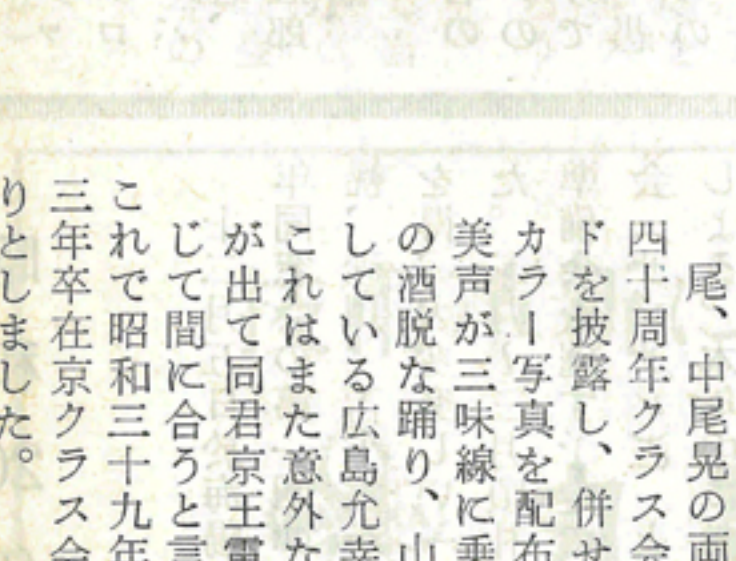 尾、中尾晃の両
四十周年クラス会
ドを披露し、併せ
カラー写真を配布
美声が三味線に乗
の酒脱な踊り、山
している広島允幸
これはまた意外な
が出て同君京王電
じて間に合うと言
これで昭和三十九年
三年卒在京クラス会
りとしました。